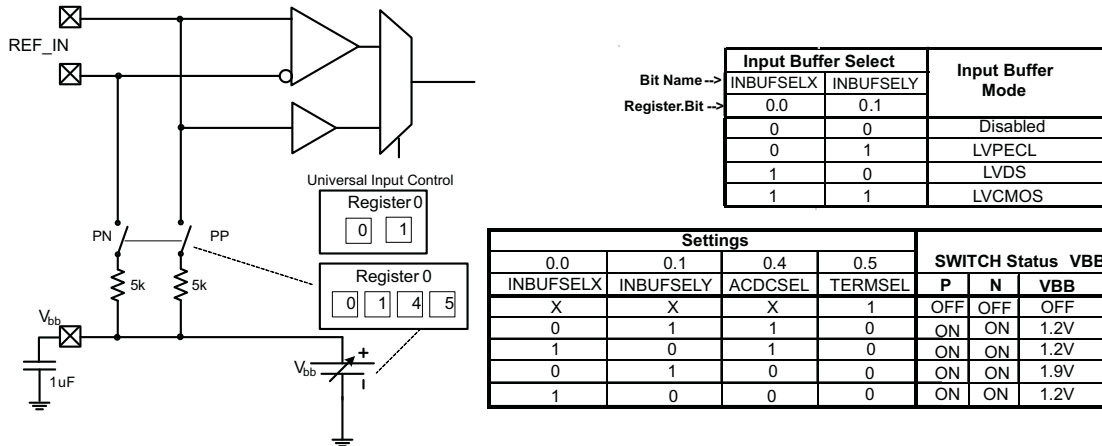 REF_IN
Universal Input Control
Register 0
0 1
PN PP
5k 5k
Register 0
0 1 4 5
Vbb
1uF
Vbb
+
Input Buffer Select Input Buffer Mode
Bit Name --> INBUFSELX INBUFSELY
Register.Bit --> 0.0 0.1
0 0 Disabled
0 1 LVPECL
1 0 LVDS
1 1 LVCMOS
Settings SWITCH Status VBB
0.0 0.1 0.4 0.5
INBUFSELX INBUFSELY ACDCSEL TERMSEL P N VBB
X X X 1 OFF OFF OFF
0 1 1 0 ON ON 1.2V
1 0 1 0 ON ON 1.2V
0 1 0 0 ON ON 1.9V
1 0 0 0 ON ON 1.2V